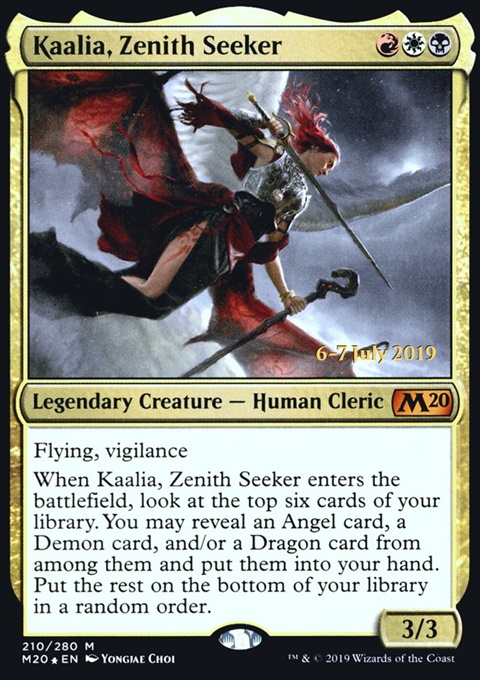 Kaalia, Zenith Seeker
6-7 July 2019
Legendary Creature — Human Cleric
M20
Flying, vigilance
When Kaalia, Zenith Seeker enters the
battlefield, look at the top six cards of your
library. You may reveal an Angel card, a
Demon card, and/or a Dragon card from
among them and put them into your hand.
Put the rest on the bottom of your library
in a random order.
3/3
210/280 M
M20★EN Yongjae Choi
™ & © 2019 Wizards of the Coast